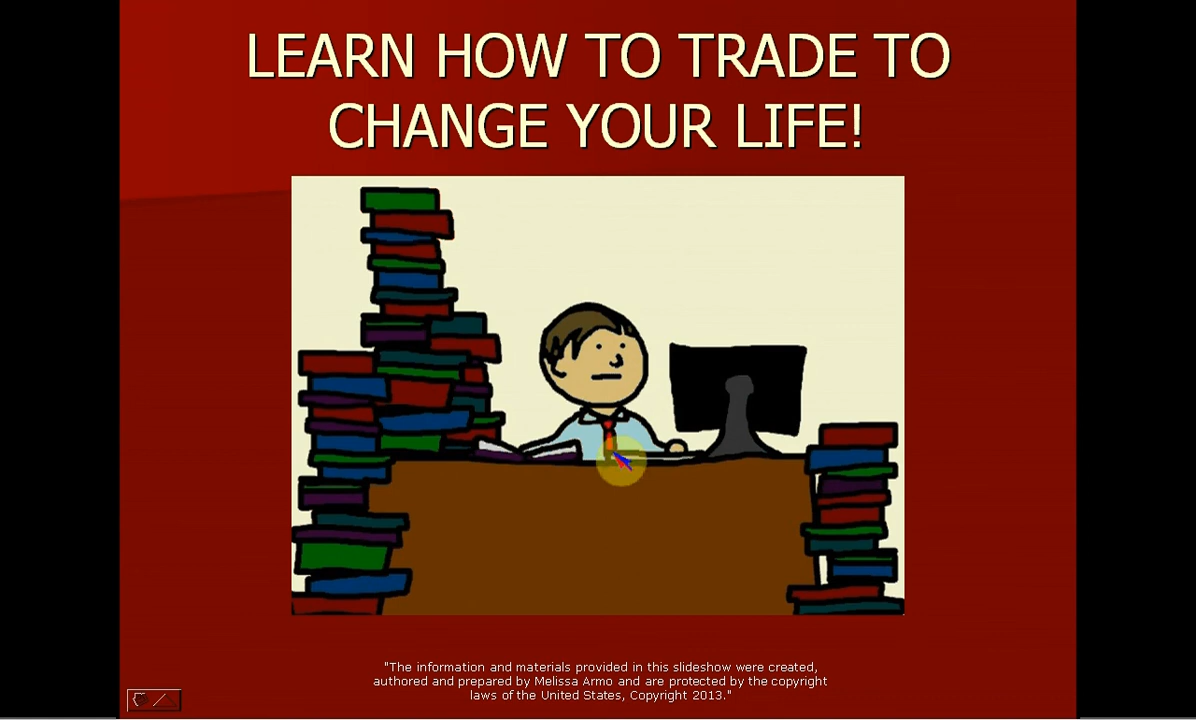 LEARN HOW TO TRADE TO
CHANGE YOUR LIFE!
"The information and materials provided in this slideshow were created,
authored and prepared by Melissa Armo and are protected by the copyright
laws of the United States, Copyright 2013."